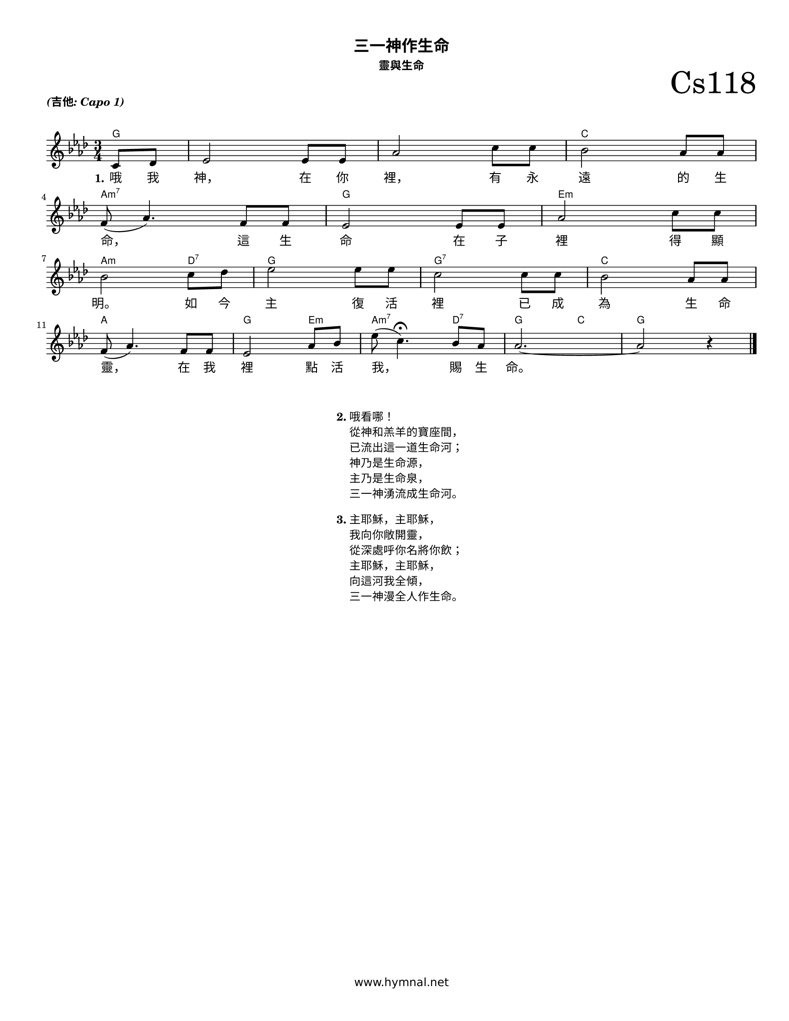 三一神作生命
靈與生命
Cs118
(吉他: Capo 1)
G C
3
4
1. 哦 我 神, 在 你 裡, 有 永 遠 的 生
4 Am7 G Em
命, 這 生 命 在 子 裡 得 顯
7 Am D7 G G7 C
明。 如 今 主 復 活 裡 已 成 為 生 命
11 A G Em Am7 D7 G C G
靈, 在 我 裡 點 活 我, 賜 生 命。
2. 哦看哪！
從神和羔羊的寶座間,
已流出這一道生命河；
神乃是生命源,
主乃是生命泉,
三一神湧流成生命河。
3. 主耶穌, 主耶穌,
我向你敞開靈,
從深處呼你名將你飲；
主耶穌, 主耶穌,
向這河我全傾,
三一神漫全人作生命。
www.hymnal.net